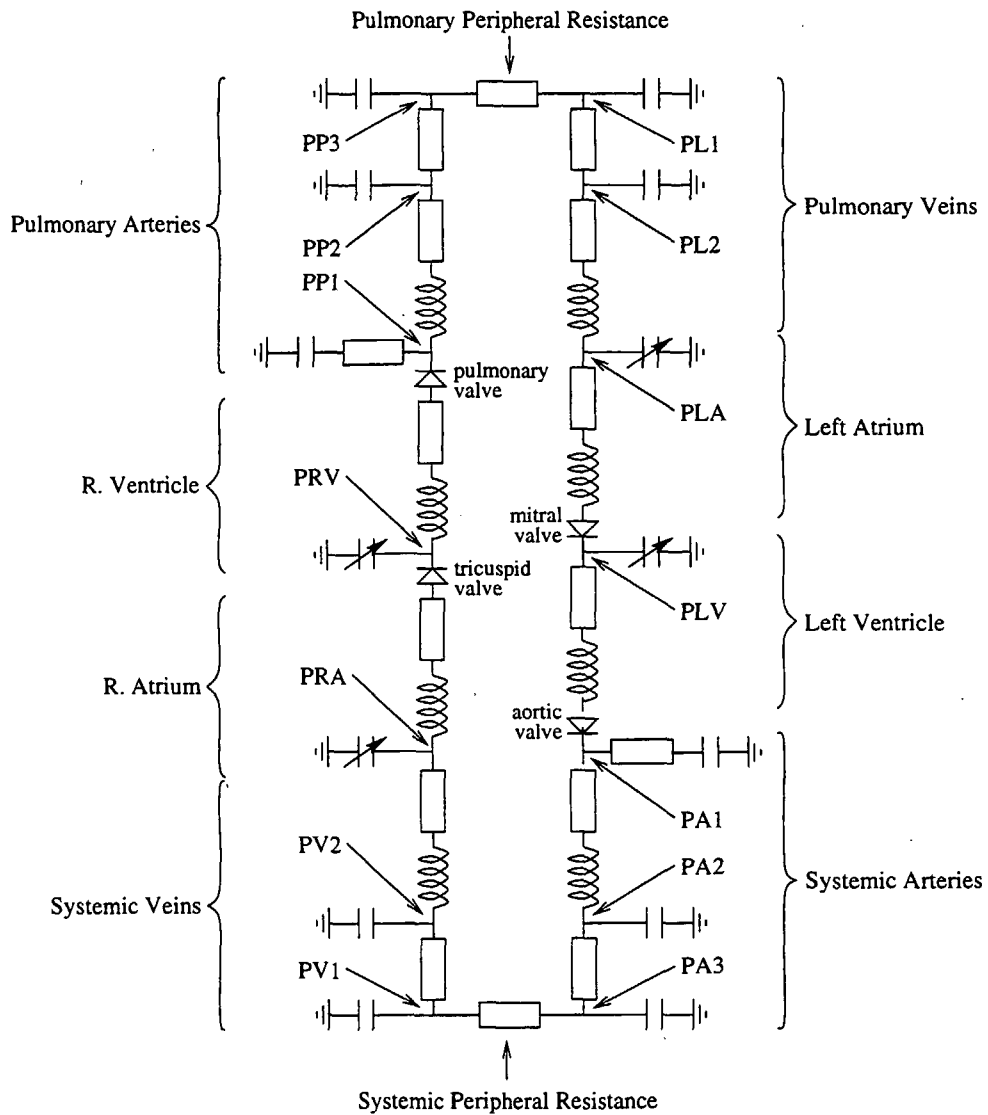 Pulmonary Peripheral Resistance
PP3
PL1
Pulmonary Arteries
Pulmonary Veins
PP2
PL2
PP1
pulmonary
valve
PLA
Left Atrium
R. Ventricle
PRV
mitral
valve
tricuspid
valve
PLV
Left Ventricle
R. Atrium
PRA
aortic
valve
PA1
PV2
PA2
Systemic Veins
Systemic Arteries
PV1
PA3
Systemic Peripheral Resistance